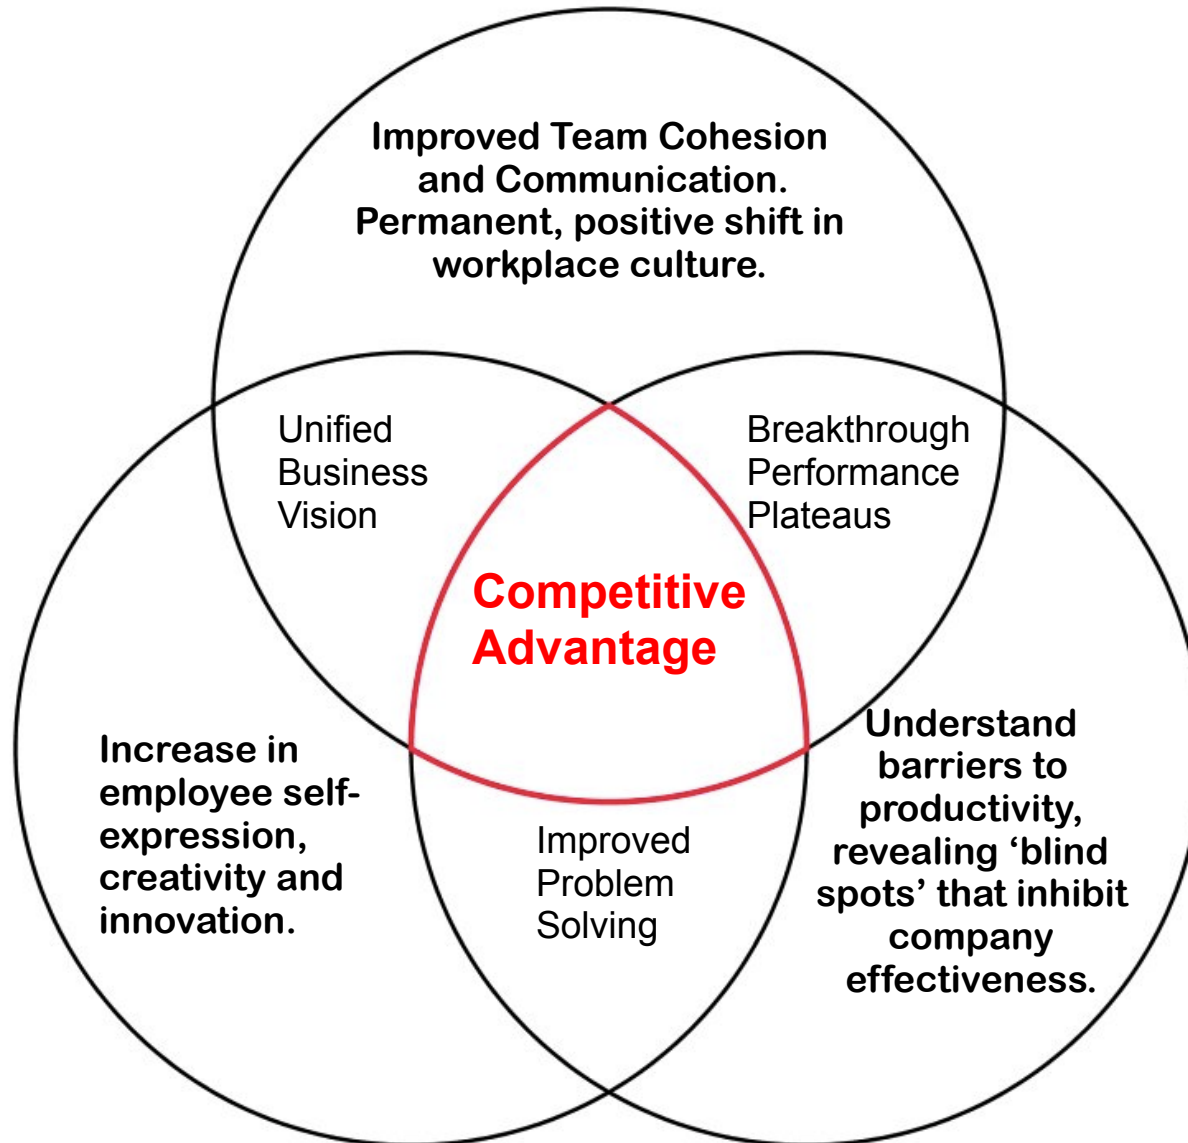 Improved Team Cohesion
and Communication.
Permanent, positive shift in
workplace culture.
Unified
Business
Vision
Breakthrough
Performance
Plateaus
Competitive
Advantage
Increase in
employee self-
expression,
creativity and
innovation.
Improved
Problem
Solving
Understand
barriers to
productivity,
revealing ‘blind
spots’ that inhibit
company
effectiveness.